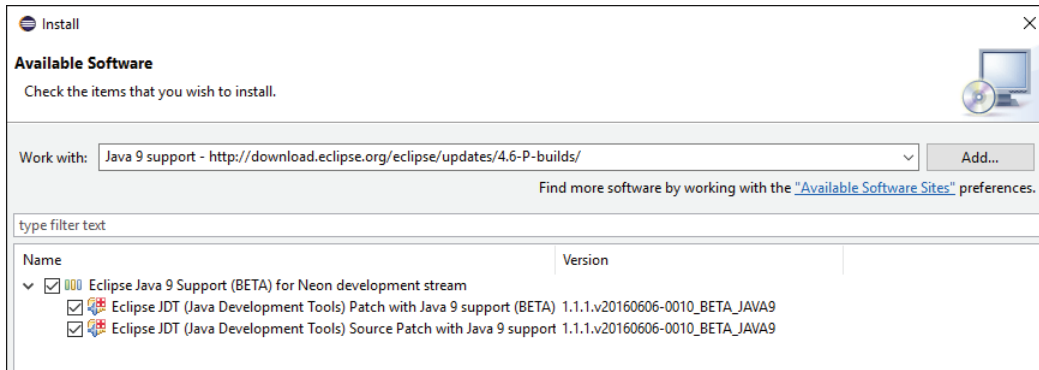 Install
Available Software
Check the items that you wish to install.
Work with: Java 9 support - http://download.eclipse.org/eclipse/updates/4.6-P-builds/ Add...
Find more software by working with the "Available Software Sites" preferences.
type filter text
Name Version
Eclipse Java 9 Support (BETA) for Neon development stream
Eclipse JDT (Java Development Tools) Patch with Java 9 support (BETA) 1.1.1.v20160606-0010_BETA_JAVA9
Eclipse JDT (Java Development Tools) Source Patch with Java 9 support 1.1.1.v20160606-0010_BETA_JAVA9